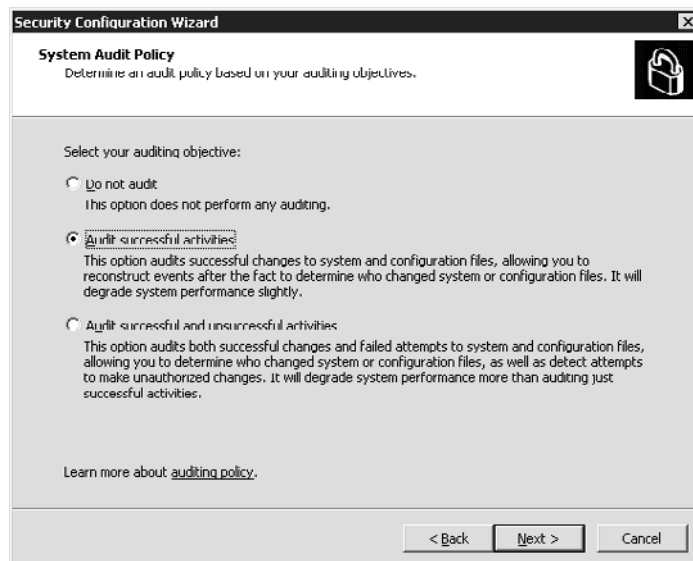 Security Configuration Wizard
System Audit Policy
Determine an audit policy based on your auditing objectives.
Select your auditing objective:
Do not audit
This option does not perform any auditing.
Audit successful activities
This option audits successful changes to system and configuration files, allowing you to
reconstruct events after the fact to determine who changed system or configuration files. It will
degrade system performance slightly.
Audit successful and unsuccessful activities
This option audits both successful changes and failed attempts to system and configuration files,
allowing you to determine who changed system or configuration files, as well as detect attempts
to make unauthorized changes. It will degrade system performance more than auditing just
successful activities.
Learn more about auditing policy.
< Back Next > Cancel